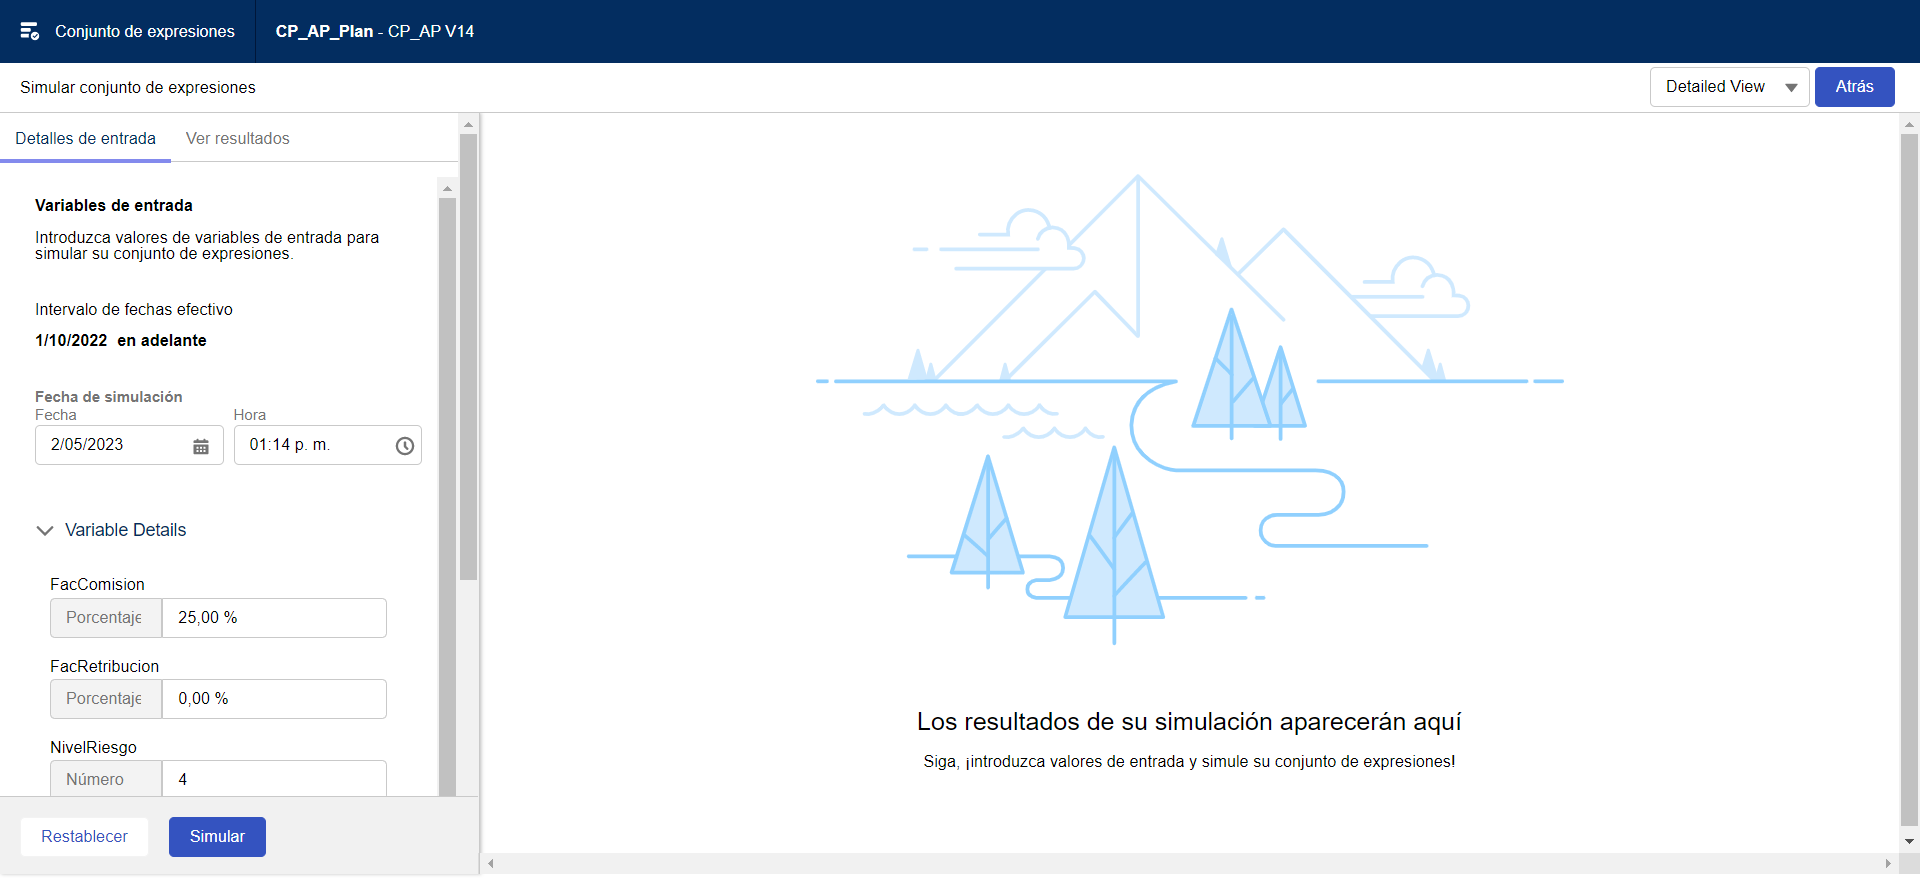 Conjunto de expresiones
CP_AP_Plan - CP_AP V14
Simular conjunto de expresiones
Detailed View
Atrás
Detalles de entrada
Ver resultados
Variables de entrada
Introduzca valores de variables de entrada para
simular su conjunto de expresiones.
Intervalo de fechas efectivo
1/10/2022 en adelante
Fecha de simulación
Fecha
Hora
2/05/2023
01:14 p. m.
Variable Details
FacComision
Porcentaje
25,00 %
FacRetribucion
Porcentaje
0,00 %
NivelRiesgo
Número
4
Restablecer
Simular
Los resultados de su simulación aparecerán aquí
Siga, ¡introduzca valores de entrada y simule su conjunto de expresiones!